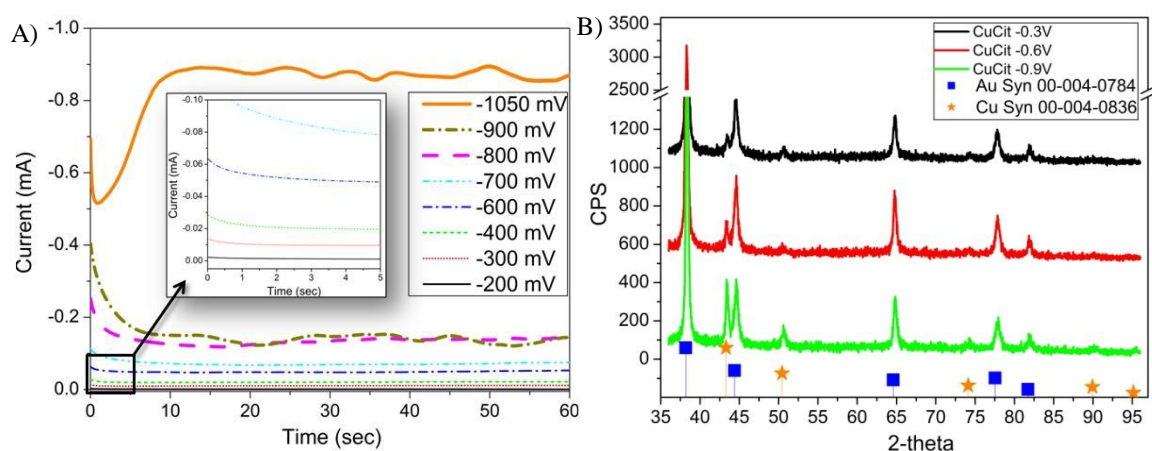 A)
-1.0
-0.8
-0.6
-0.4
-0.2
0.0
Current (mA)
0
10
20
30
40
50
60
Time (sec)
-0.10
-0.08
-0.06
-0.04
-0.02
0.00
Current (mA)
0
1
2
3
4
5
Time (sec)
-1050 mV
-900 mV
-800 mV
-700 mV
-600 mV
-400 mV
-300 mV
-200 mV
B)
3500
3000
2500
1200
1000
800
600
400
200
0
CPS
CuCit -0.3V
CuCit -0.6V
CuCit -0.9V
Au Syn 00-004-0784
Cu Syn 00-004-0836
35
40
45
50
55
60
65
70
75
80
85
90
95
2-theta